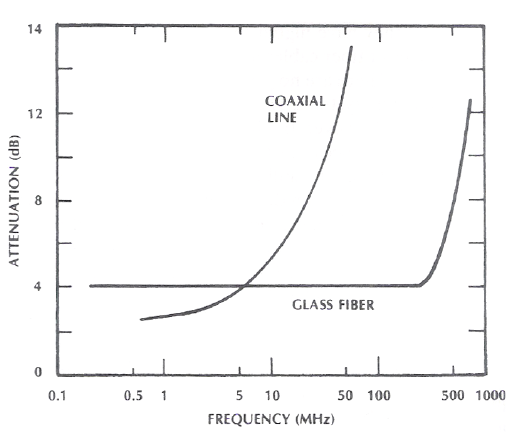 14
12
8
4
0
ATTENUATION (dB)
COAXIAL
LINE
GLASS FIBER
0.1 0.5 1 5 10 50 100 500 1000
FREQUENCY (MHz)